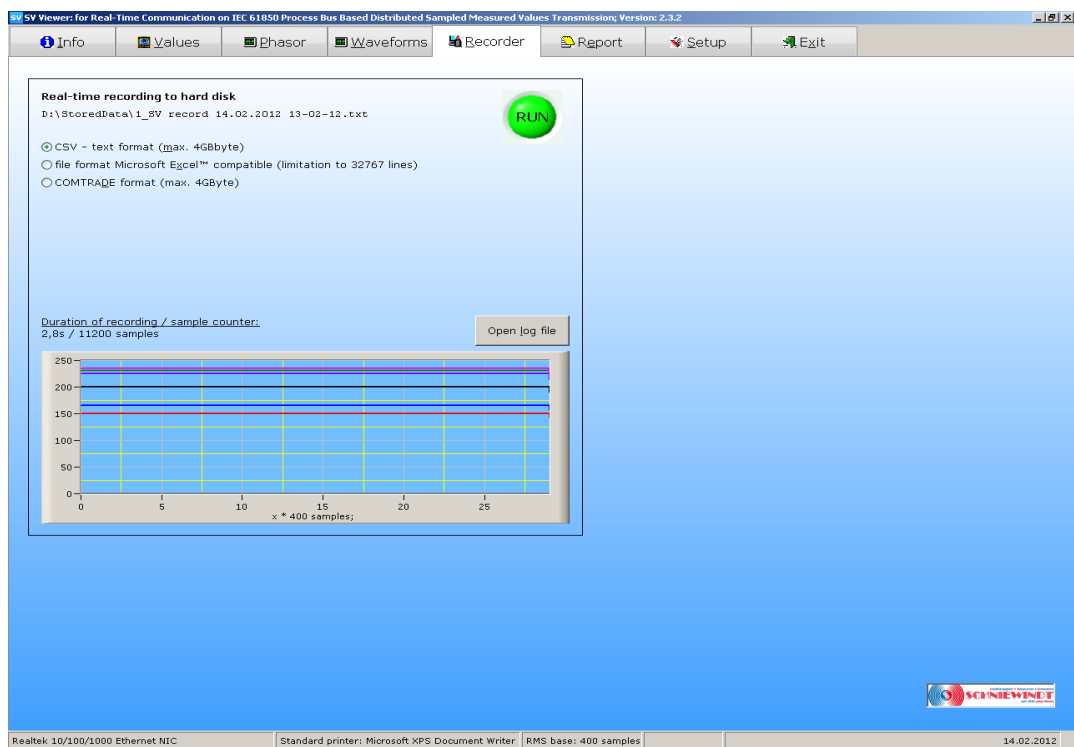 SV SV Viewer: for Real-Time Communication on IEC 61850 Process Bus Based Distributed Sampled Measured Values Transmission; Version: 2.3.2
Info Values Phasor Waveforms Recorder Report Setup Exit
Real-time recording to hard disk
D:\StoredData\1_SV record 14.02.2012 13-02-12.txt
RUN
CSV - text format (max. 4GBbyte)
file format Microsoft Excel™ compatible (limitation to 32767 lines)
COMTRADE format (max. 4GByte)
Duration of recording / sample counter:
2,8s / 11200 samples
Open log file
250
200
150
100
50
0
0 5 10 15 20 25
x * 400 samples;
SCHNIEWINDT
Realtek 10/100/1000 Ethernet NIC Standard printer: Microsoft XPS Document Writer RMS base: 400 samples 14.02.2012